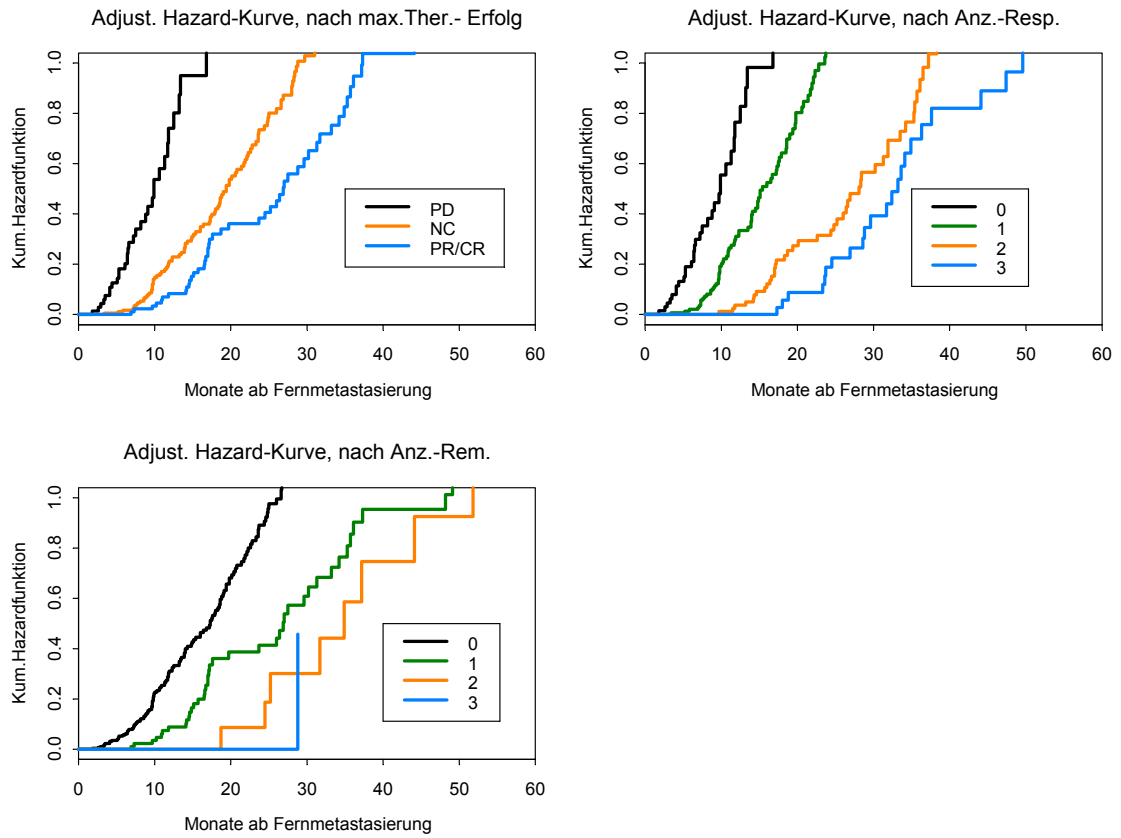 Adjust. Hazard-Kurve, nach max.Ther.- Erfolg
Kum.Hazardfunktion
1.0
0.8
0.6
0.4
0.2
0.0
PD
NC
PR/CR
0 10 20 30 40 50 60
Monate ab Fernmetastasierung
Adjust. Hazard-Kurve, nach Anz.-Resp.
Kum.Hazardfunktion
1.0
0.8
0.6
0.4
0.2
0.0
0
1
2
3
0 10 20 30 40 50 60
Monate ab Fernmetastasierung
Adjust. Hazard-Kurve, nach Anz.-Rem.
Kum.Hazardfunktion
1.0
0.8
0.6
0.4
0.2
0.0
0
1
2
3
0 10 20 30 40 50 60
Monate ab Fernmetastasierung